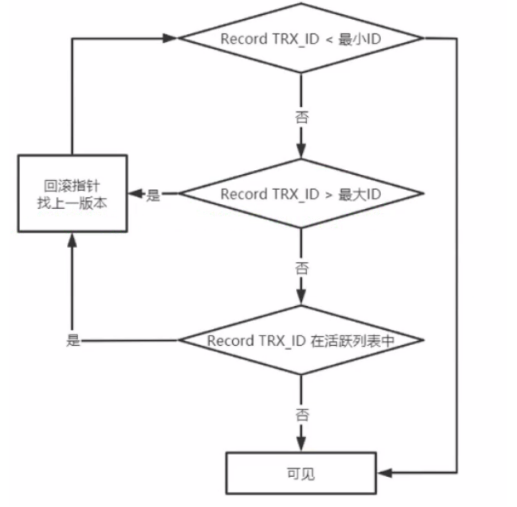 Record TRX_ID < 最小ID
否
回滚指针
找上一版本
是
Record TRX_ID > 最大ID
否
是
Record TRX_ID 在活跃列表中
否
可见